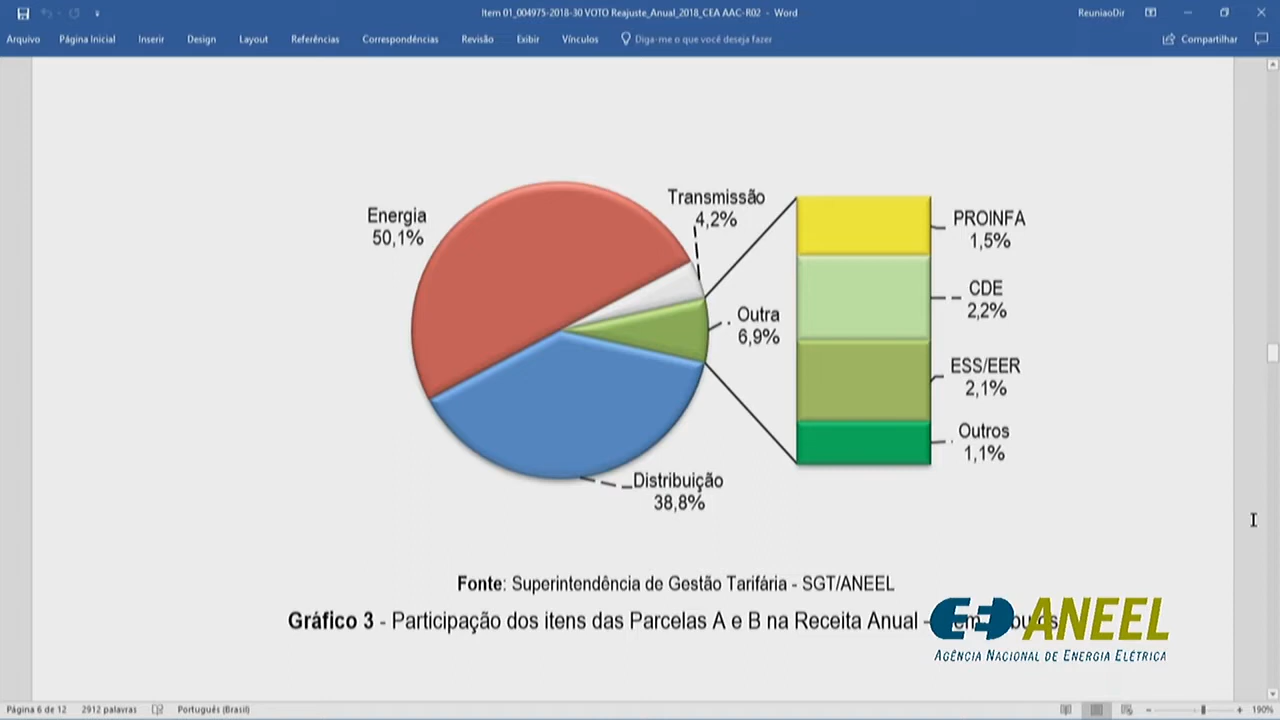 Item 01_004975-2018-30 VOTO Reajuste_Anual_2018_CEA AAC-R02 - Word
ReuniaoDir
Arquivo Página Inicial Inserir Design Layout Referências Correspondências Revisão Exibir Vínculos Diga-me o que você deseja fazer Compartilhar
Energia
50,1%
Transmissão
4,2%
Outra
6,9%
Distribuição
38,8%
PROINFA
1,5%
CDE
2,2%
ESS/EER
2,1%
Outros
1,1%
Fonte: Superintendência de Gestão Tarifária - SGT/ANEEL
Gráfico 3 - Participação dos itens das Parcelas A e B na Receita Anual -
ANEEL
AGÊNCIA NACIONAL DE ENERGIA ELÉTRICA
Página 6 de 12 2912 palavras Português (Brasil) 190%